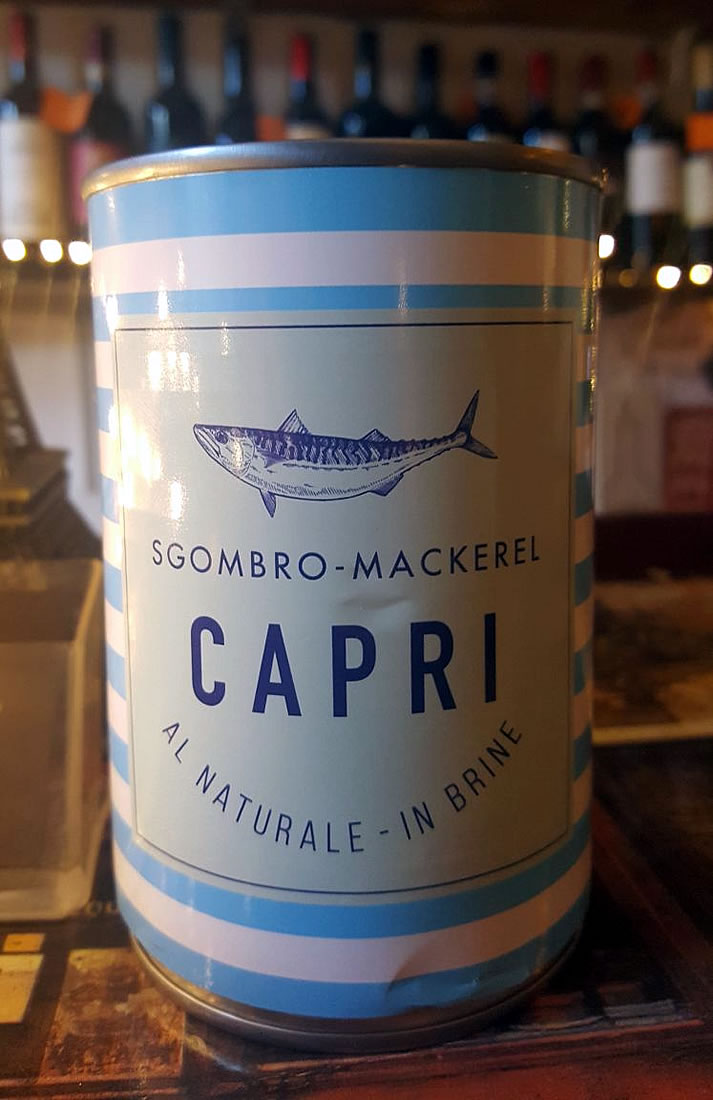 SGOMBRO-MACKEREL
CAPRI
AL NATURALE - IN BRINE